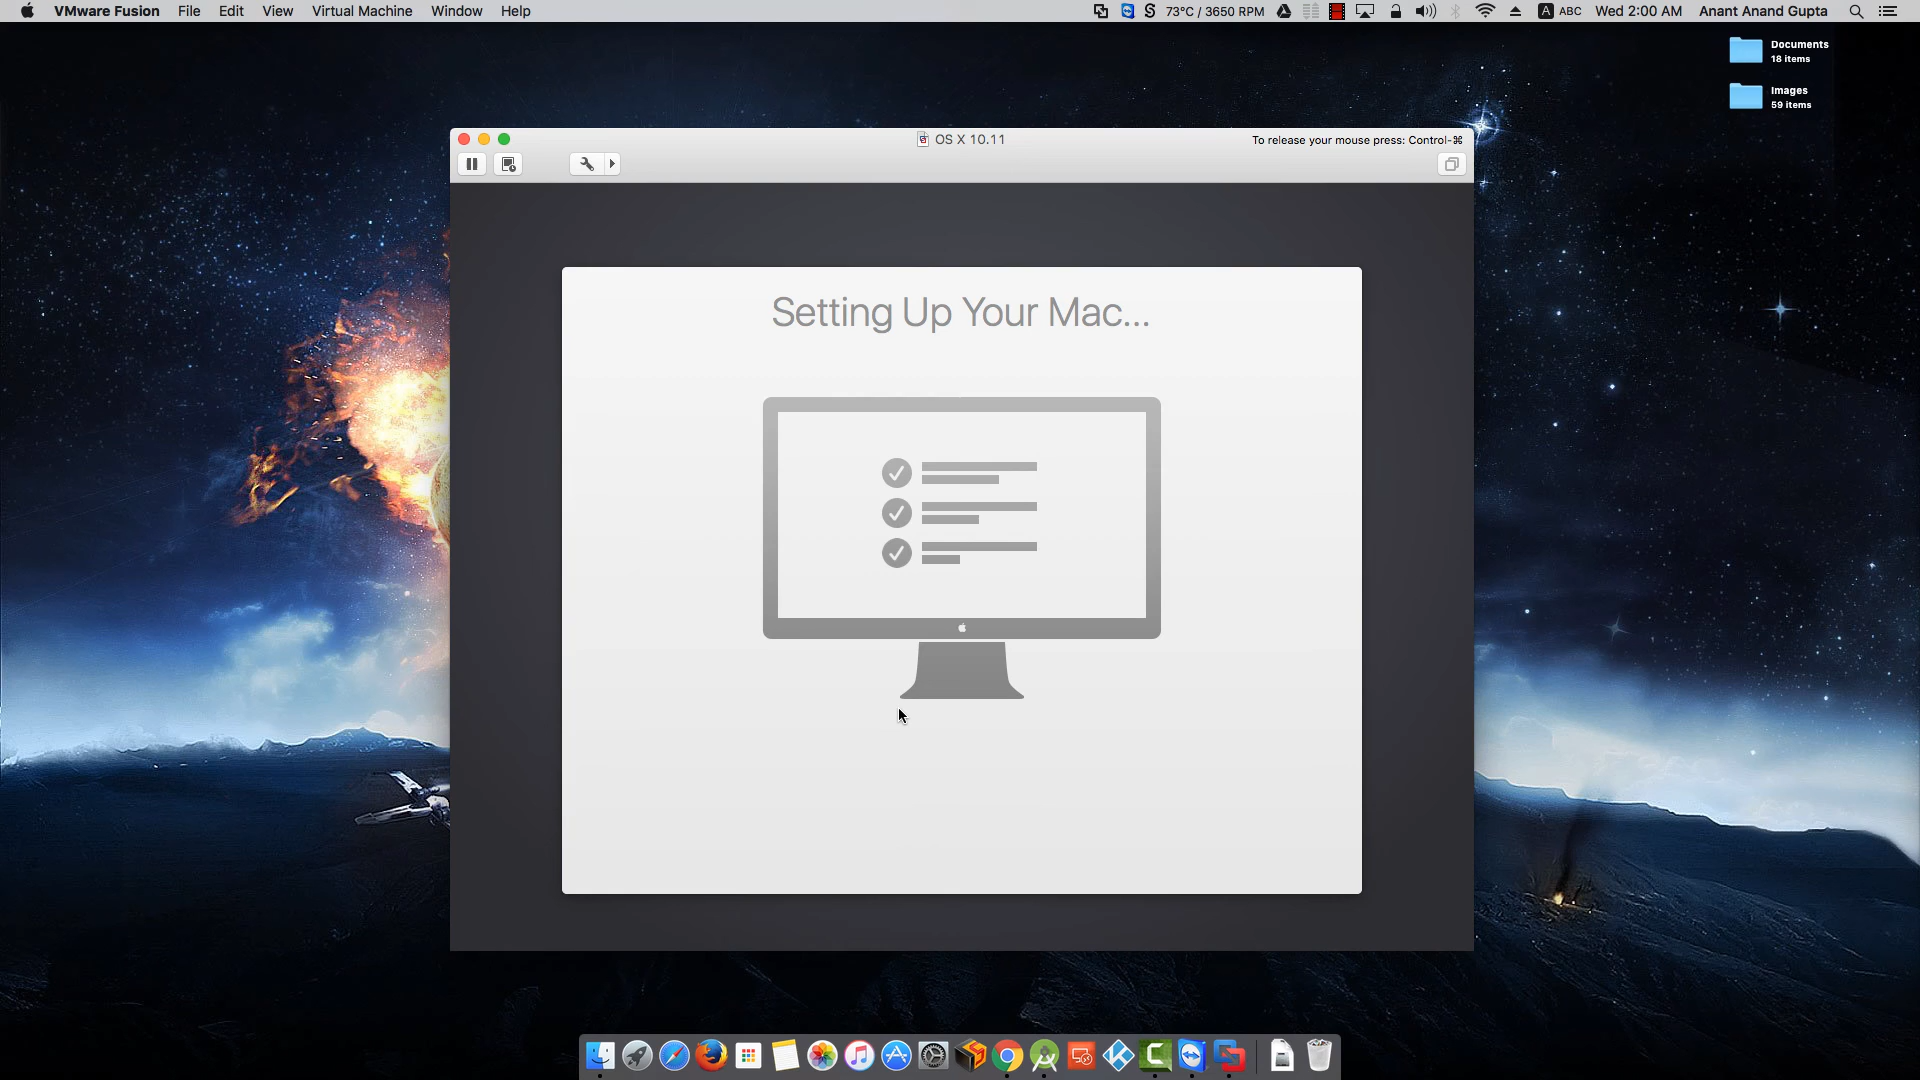 VMware Fusion File Edit View Virtual Machine Window Help 73°C / 3650 RPM A ABC Wed 2:00 AM Anant Anand Gupta
Documents
18 items
Images
59 items
OS X 10.11
To release your mouse press: Control-⌘
Setting Up Your Mac...